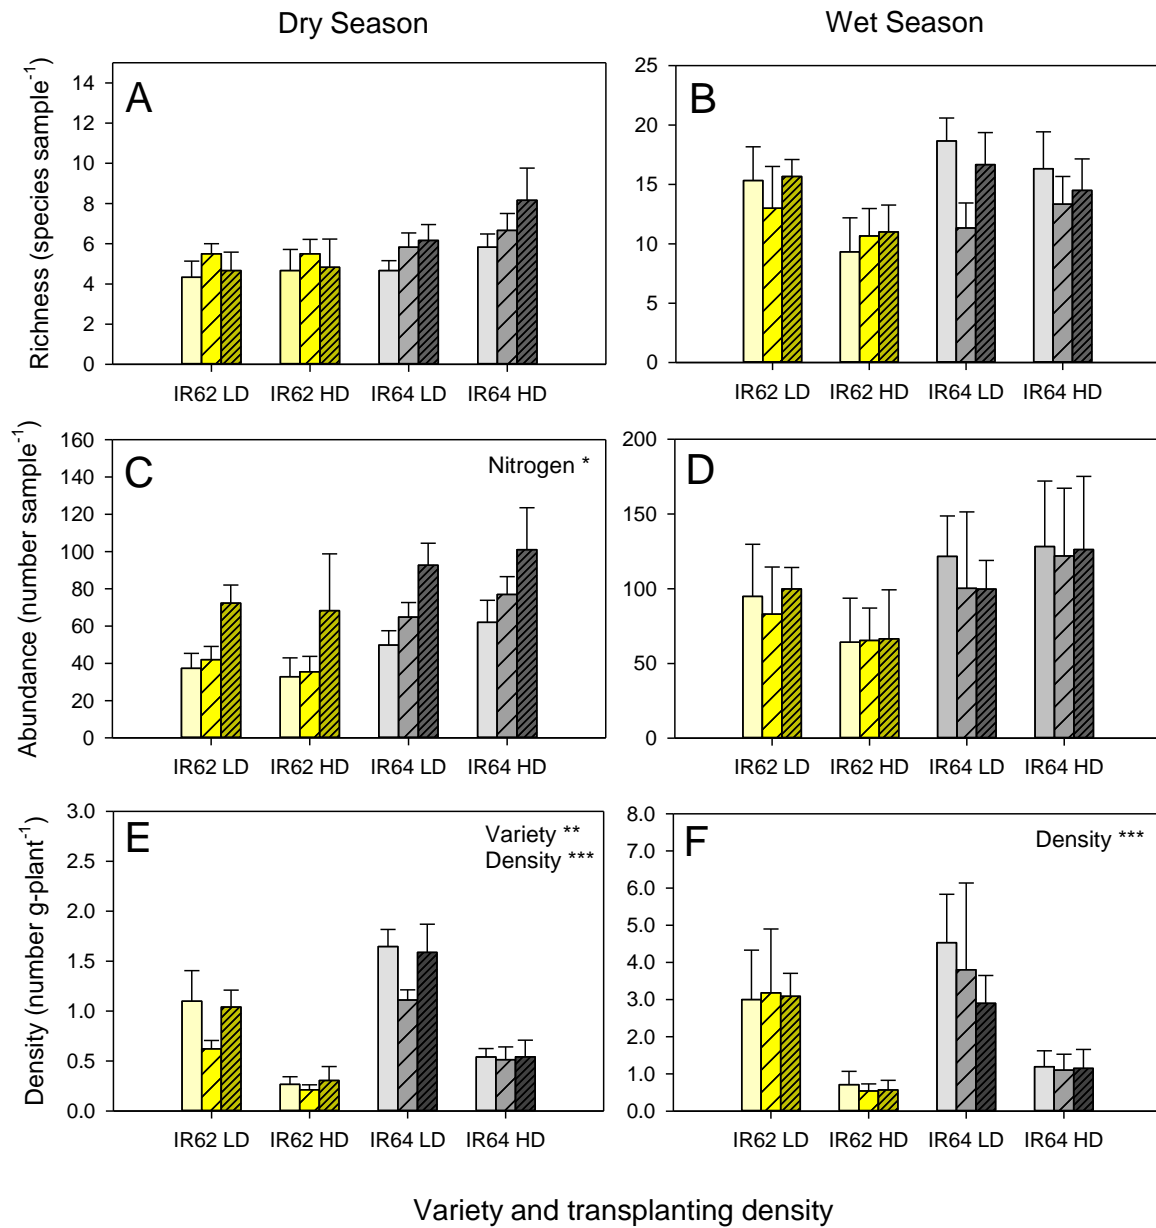 Dry Season
Wet Season
Richness (species sample-1)
A
14
12
10
8
6
4
2
0
IR62 LD IR62 HD IR64 LD IR64 HD
B
25
20
15
10
5
0
IR62 LD IR62 HD IR64 LD IR64 HD
Abundance (number sample-1)
C
Nitrogen *
160
140
120
100
80
60
40
20
0
IR62 LD IR62 HD IR64 LD IR64 HD
D
200
150
100
50
0
IR62 LD IR62 HD IR64 LD IR64 HD
Density (number g-plant-1)
E
Variety **
Density ***
3.0
2.5
2.0
1.5
1.0
0.5
0.0
IR62 LD IR62 HD IR64 LD IR64 HD
F
Density ***
8.0
7.0
6.0
5.0
4.0
3.0
2.0
1.0
0.0
IR62 LD IR62 HD IR64 LD IR64 HD
Variety and transplanting density